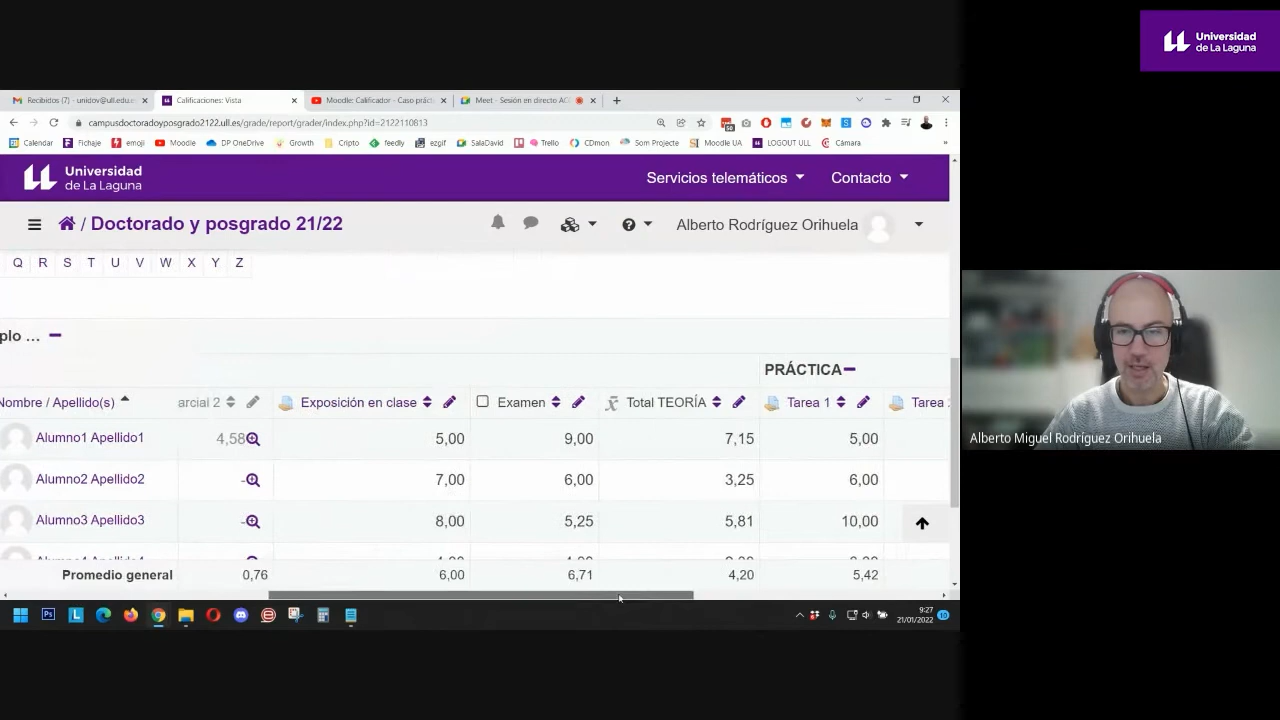 Universidad
de La Laguna
Recibidos (7) - unidov@ull.edu.e
Calificaciones: Vista
Moodle: Calificador - Caso prácti
Meet - Sesión en directo AC
campusdoctoradoyposgrado2122.ull.es/grade/report/grader/index.php?id=2122110813
Calendar
Fichaje
emoji
Moodle
DP OneDrive
Growth
Cripto
feedly
ezgif
SalaDavid
Trello
CDmon
Som Projecte
Moodle UA
LOGOUT ULL
Cámara
Universidad
de La Laguna
Servicios telemáticos
Contacto
/ Doctorado y posgrado 21/22
Alberto Rodríguez Orihuela
Q R S T U V W X Y Z
plo ...
PRÁCTICA
Nombre / Apellido(s) arcial 2 Exposición en clase Examen Total TEORÍA Tarea 1 Tarea
Alumno1 Apellido1 4,58 5,00 9,00 7,15 5,00
Alumno2 Apellido2 - 7,00 6,00 3,25 6,00
Alumno3 Apellido3 - 8,00 5,25 5,81 10,00
Promedio general 0,76 6,00 6,71 4,20 5,42
9:27
21/01/2022
Alberto Miguel Rodríguez Orihuela